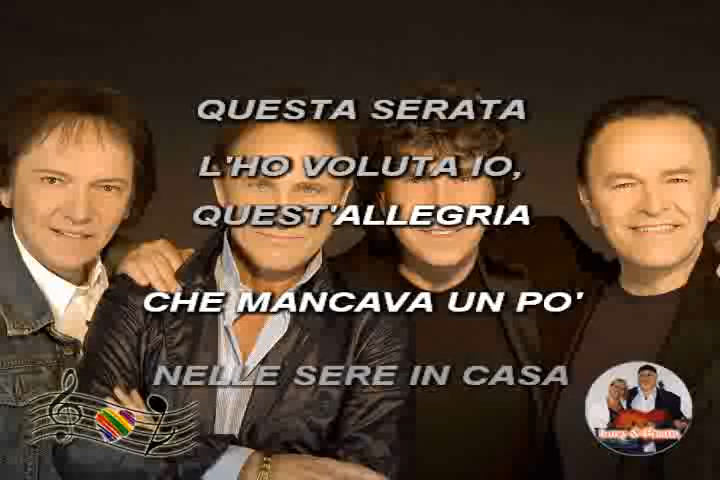 QUESTA SERATA
L'HO VOLUTA IO,
QUEST'ALLEGRIA
CHE MANCAVA UN PO'
NELLE SERE IN CASA